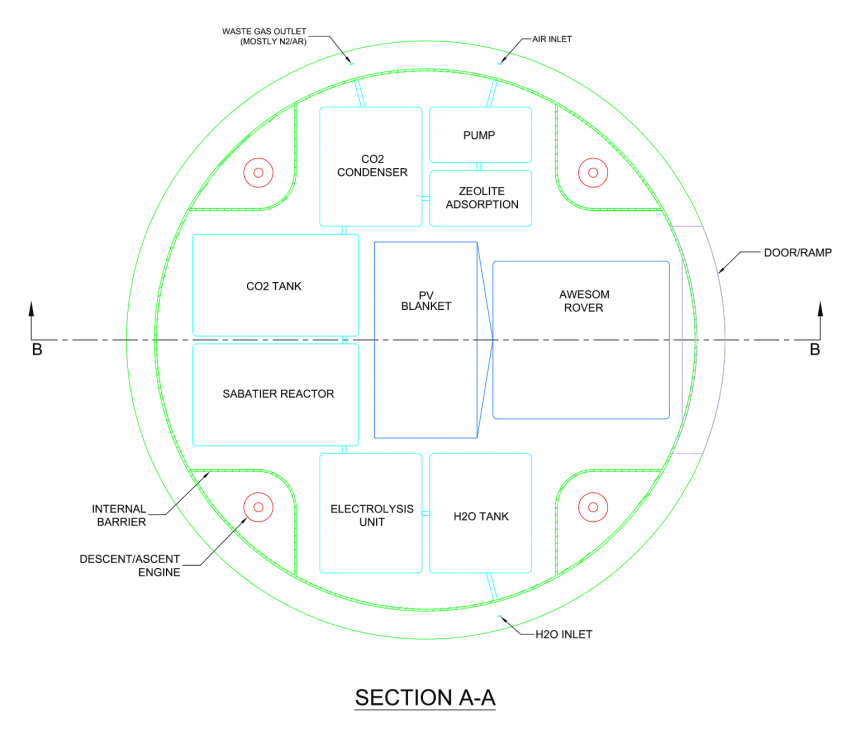 WASTE GAS OUTLET
(MOSTLY N2/AR)
AIR INLET
PUMP
CO2
CONDENSER
ZEOLITE
ADSORPTION
DOOR/RAMP
CO2 TANK
PV
BLANKET
AWESOM
ROVER
B
B
SABATIER REACTOR
INTERNAL
BARRIER
ELECTROLYSIS
UNIT
H2O TANK
DESCENT/ASCENT
ENGINE
H2O INLET
SECTION A-A